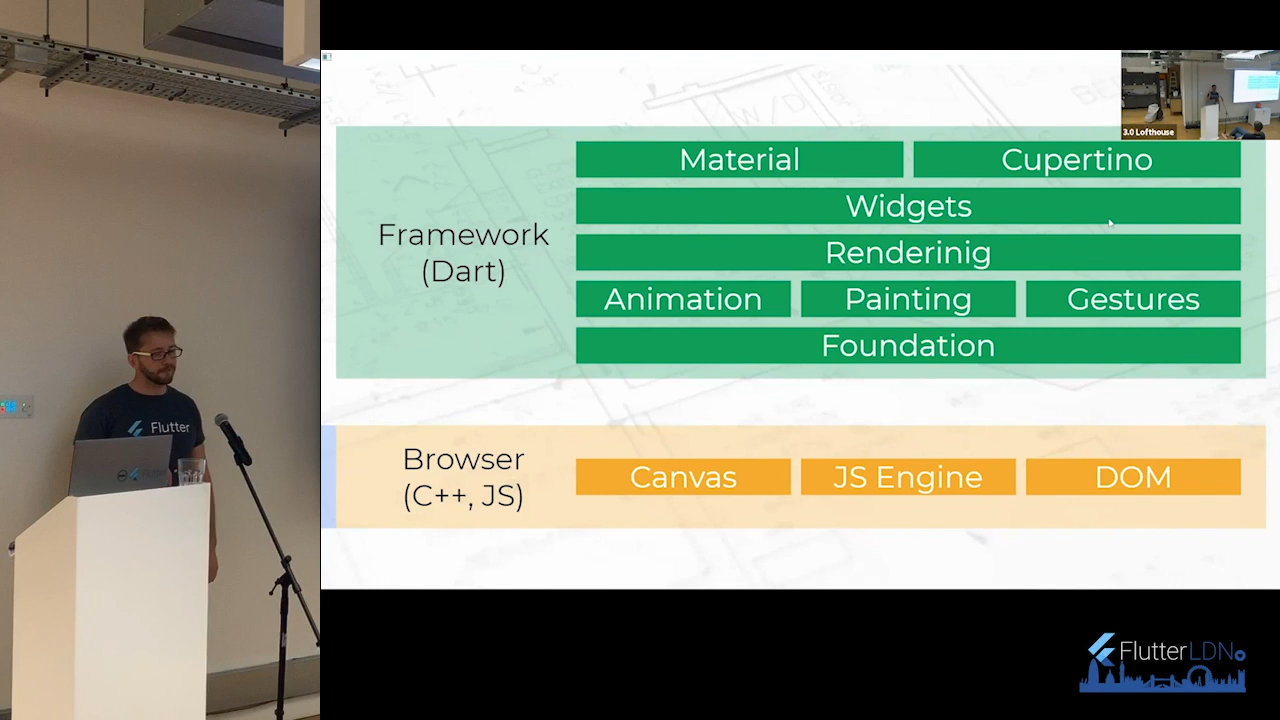 3.0 Lofthouse
Material
Cupertino
Widgets
Framework
(Dart)
Renderinig
Animation
Painting
Gestures
Foundation
Browser
(C++, JS)
Canvas
JS Engine
DOM
Flutter
FlutterLDN